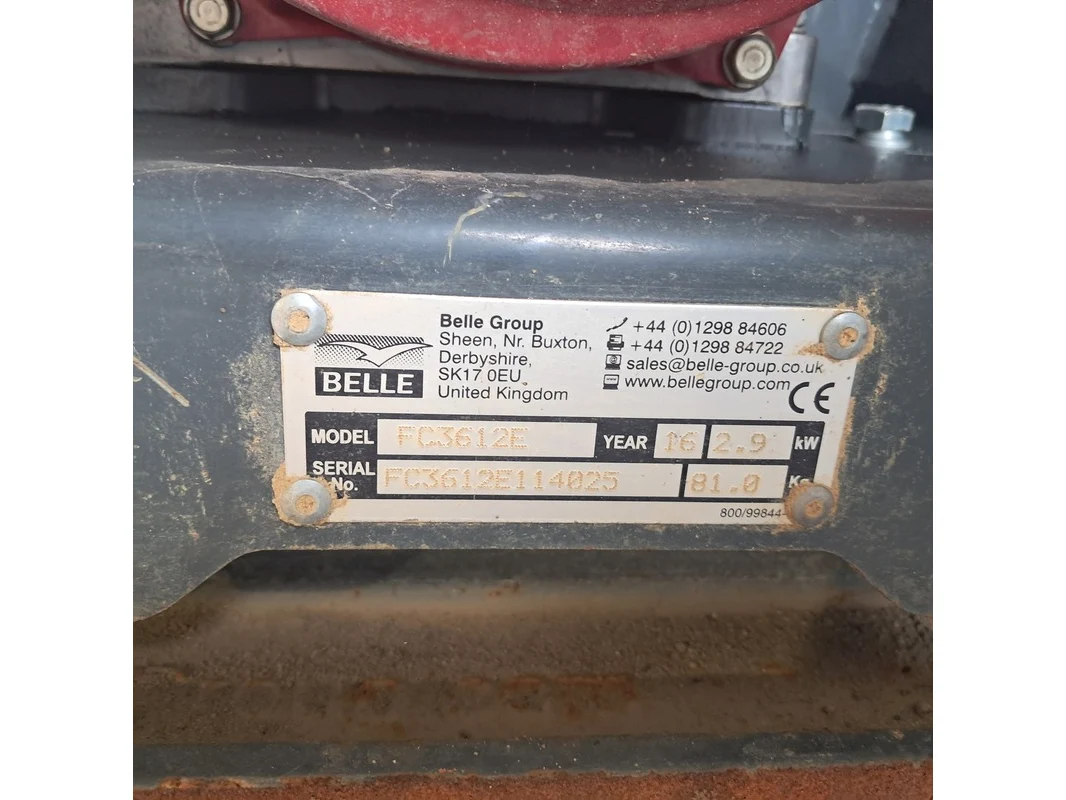 Belle Group
Sheen, Nr. Buxton,
Derbyshire,
SK17 0EU
United Kingdom
+44 (0)1298 84606
+44 (0)1298 84722
sales@belle-group.co.uk
www.bellegroup.com
BELLE
CE
MODEL FC3612E YEAR 16 2.9 kW
SERIAL No. FC3612E114025 81.0
800/99844